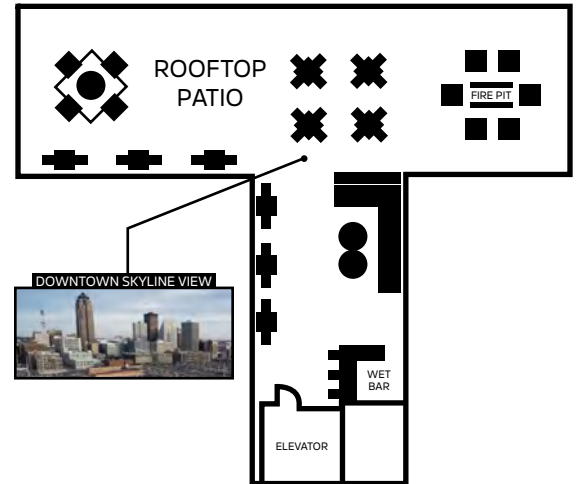 ROOFTOP
PATIO
FIRE PIT
DOWNTOWN SKYLINE VIEW
WET
BAR
ELEVATOR